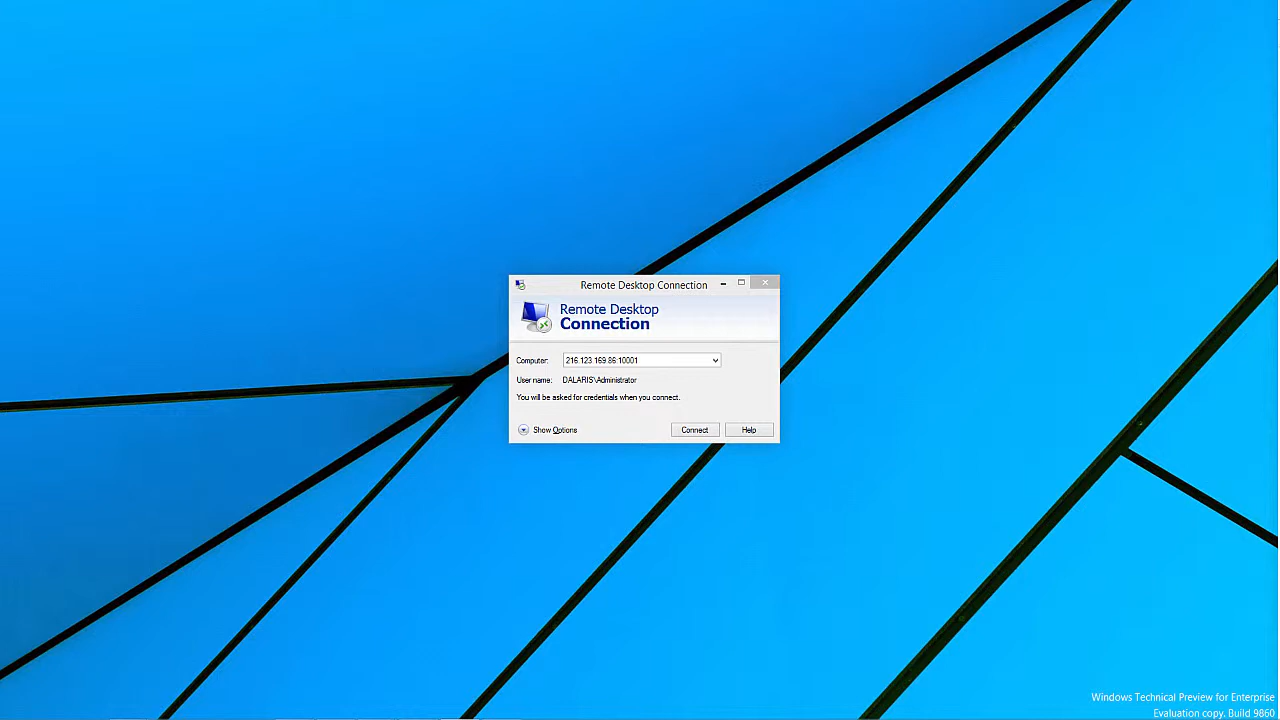 Remote Desktop Connection
Remote Desktop
Connection
Computer: 216.123.169.86:10001
User name: DALARIS\Administrator
You will be asked for credentials when you connect.
Show Options Connect Help
Windows Technical Preview for Enterprise
Evaluation copy. Build 9860